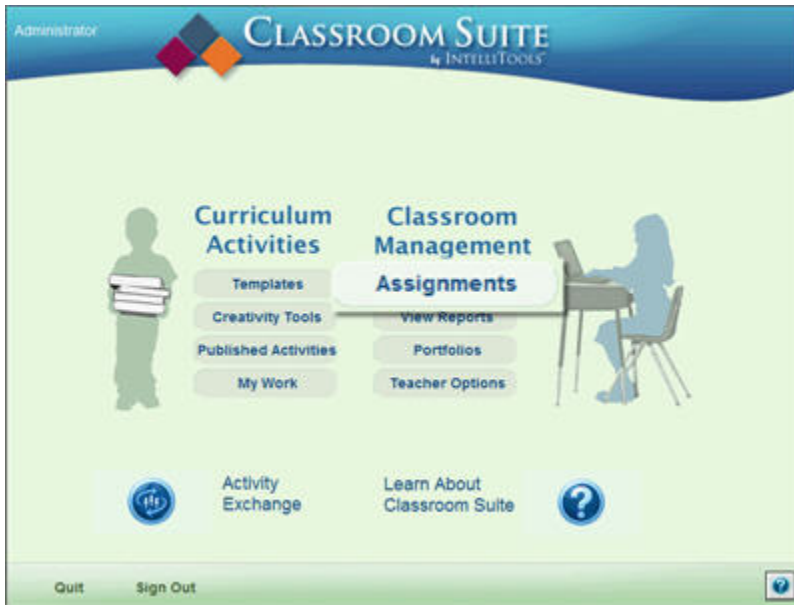 Administrator
CLASSROOM SUITE
by INTELLITOOLS
Curriculum
Activities
Templates
Creativity Tools
Published Activities
My Work
Classroom
Management
Assignments
View Reports
Portfolios
Teacher Options
Activity
Exchange
Learn About
Classroom Suite
?
Quit
Sign Out
?